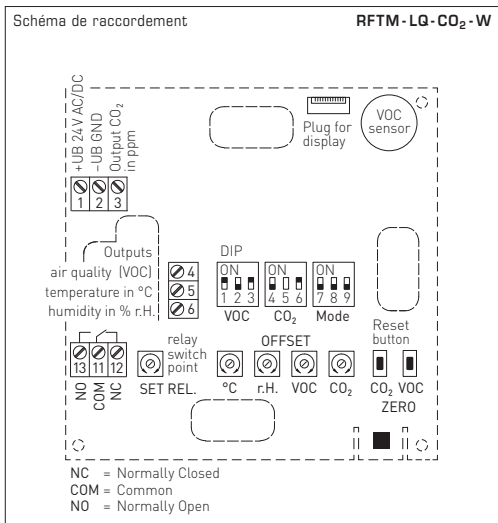 Schéma de raccordement
RFTM-LQ-CO₂-W
+UB 24V AC/DC
−UB GND
Output CO₂
in ppm
1 2 3
Plug for
display
VOC
sensor
Outputs
air quality (VOC)
temperature in °C
humidity in % r.H.
4
5
6
DIP
ON ON ON
1 2 3 4 5 6 7 8 9
VOC CO₂ Mode
13 11 12
NO COM NC
relay
switch
point
SET REL.
OFFSET
°C r.H. VOC CO₂
Reset
button
CO₂ VOC
ZERO
NC = Normally Closed
COM = Common
NO = Normally Open